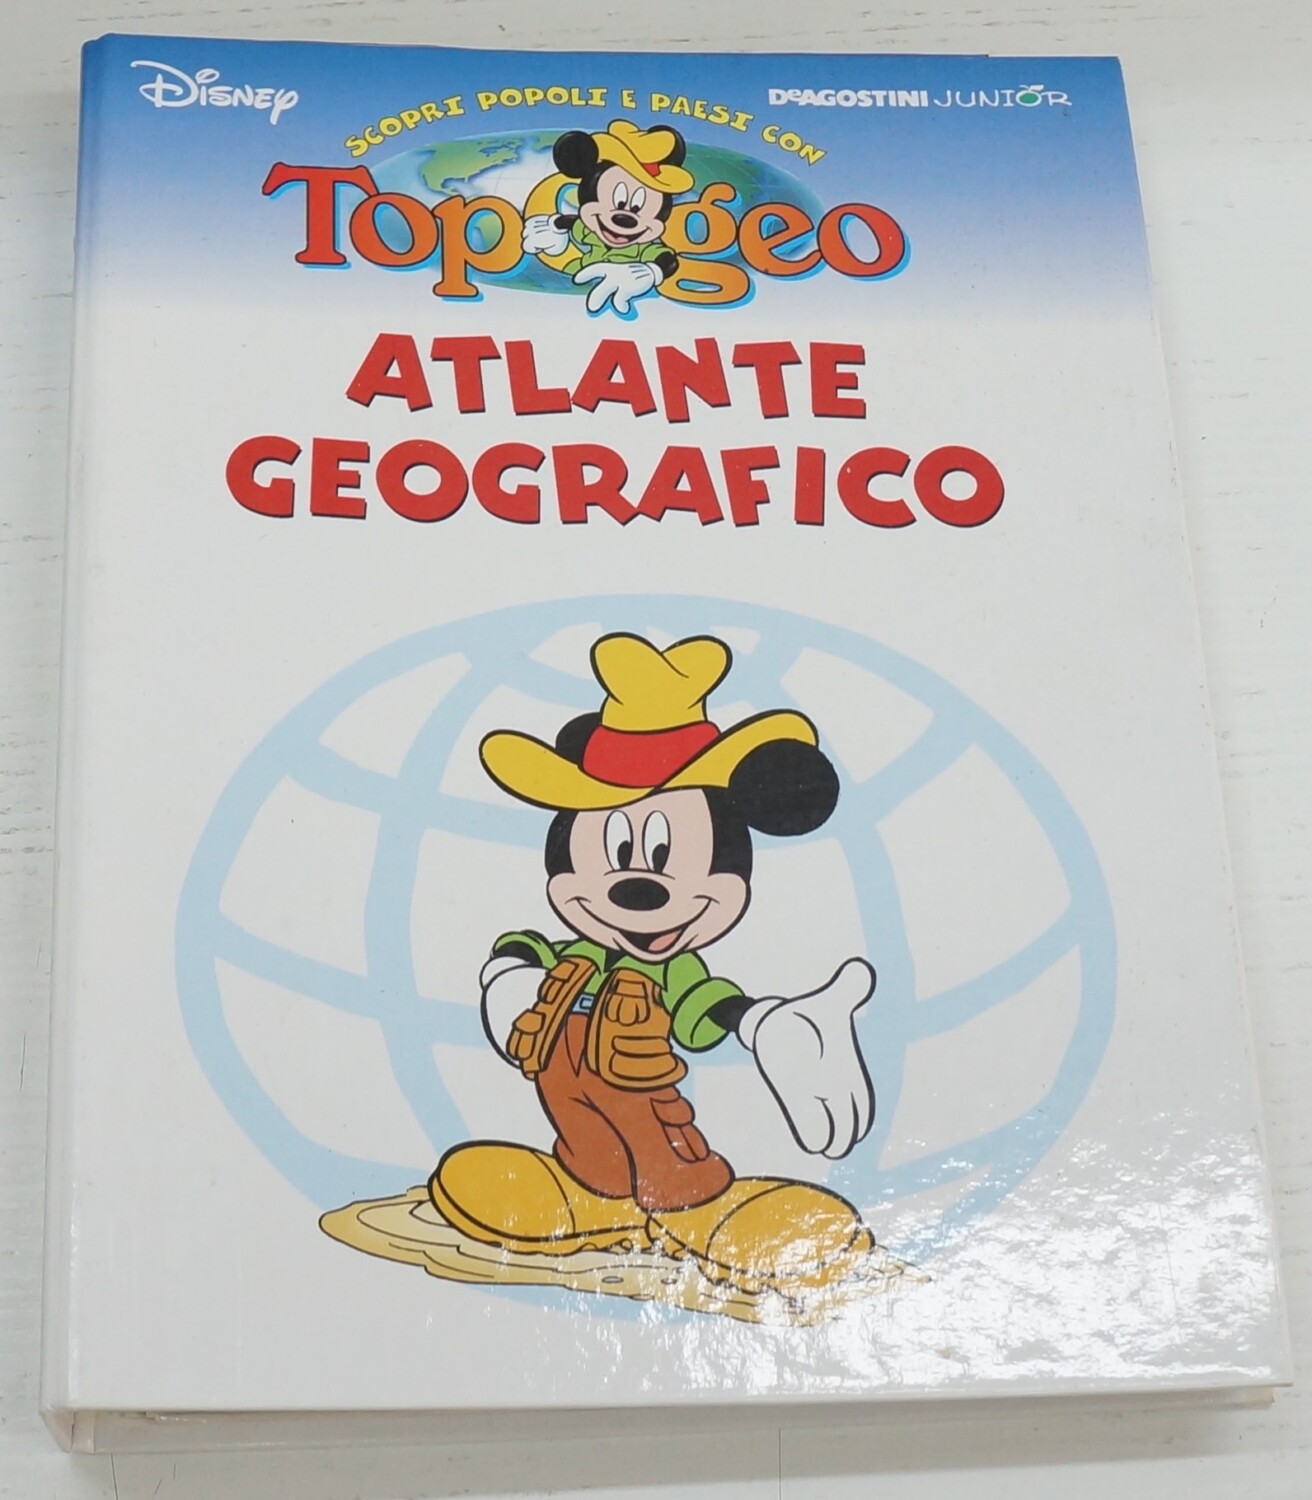 Disney
DeAGOSTINI JUNIOR
SCOPRI POPOLI E PAESI CON
Topogeo
ATLANTE
GEOGRAFICO